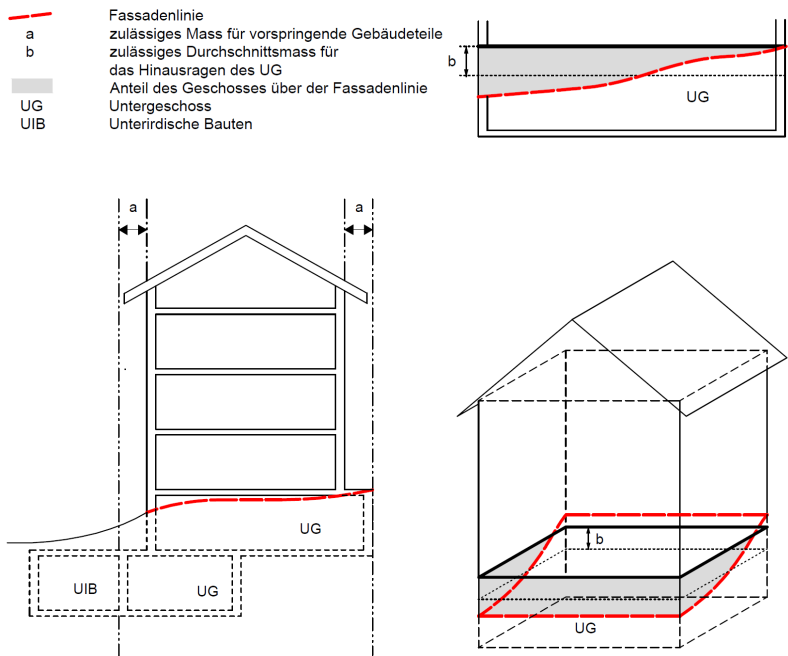 Fassadenlinie
a zulässiges Mass für vorspringende Gebäudeteile
b zulässiges Durchschnittsmass für
das Hinausragen des UG
Anteil des Geschosses über der Fassadenlinie
UG Untergeschoss
UIB Unterirdische Bauten
b
UG
a a
UG
UIB UG
b
UG